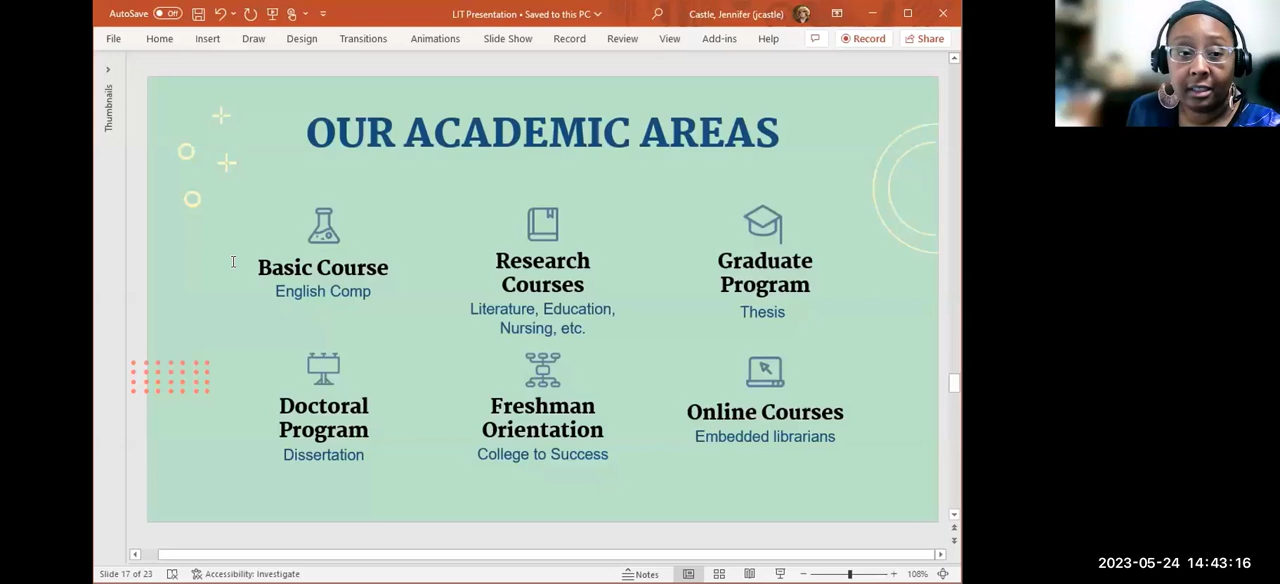 AutoSave Off
LIT Presentation • Saved to this PC
Castle, Jennifer (jcastle)
File Home Insert Draw Design Transitions Animations Slide Show Record Review View Add-ins Help Record Share
Thumbnails
OUR ACADEMIC AREAS
Basic Course
English Comp
Research
Courses
Literature, Education,
Nursing, etc.
Graduate
Program
Thesis
Doctoral
Program
Dissertation
Freshman
Orientation
College to Success
Online Courses
Embedded librarians
Slide 17 of 23 Accessibility: Investigate Notes 108%
2023-05-24 14:43:16